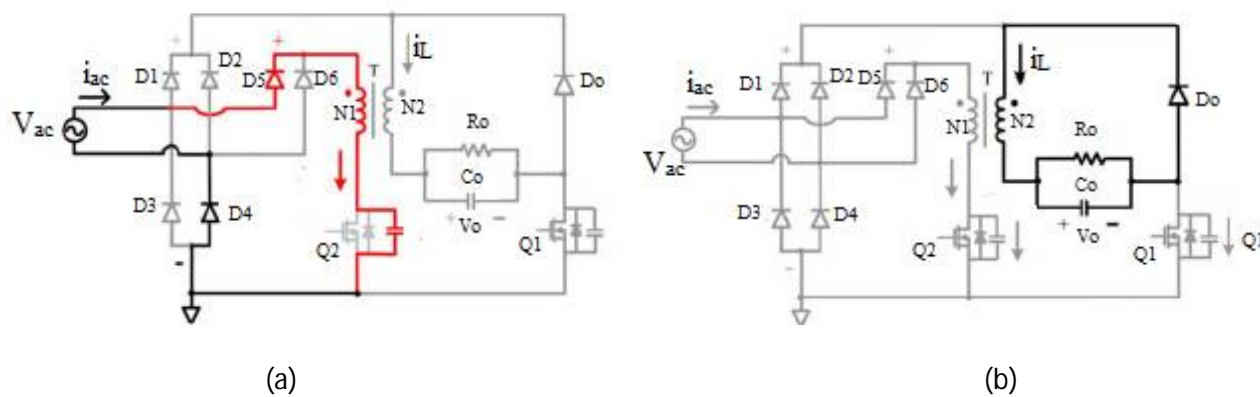 D1 D2 D5 D6 T iL Do
iac N1 N2
Vac Ro
Co
D3 D4 + Vo -
Q2 Q1
(a)
D1 D2 D5 D6 T iL Do
iac N1 N2
Vac Ro
Co
D3 D4 + Vo -
Q2 Q1 Q1
(b)